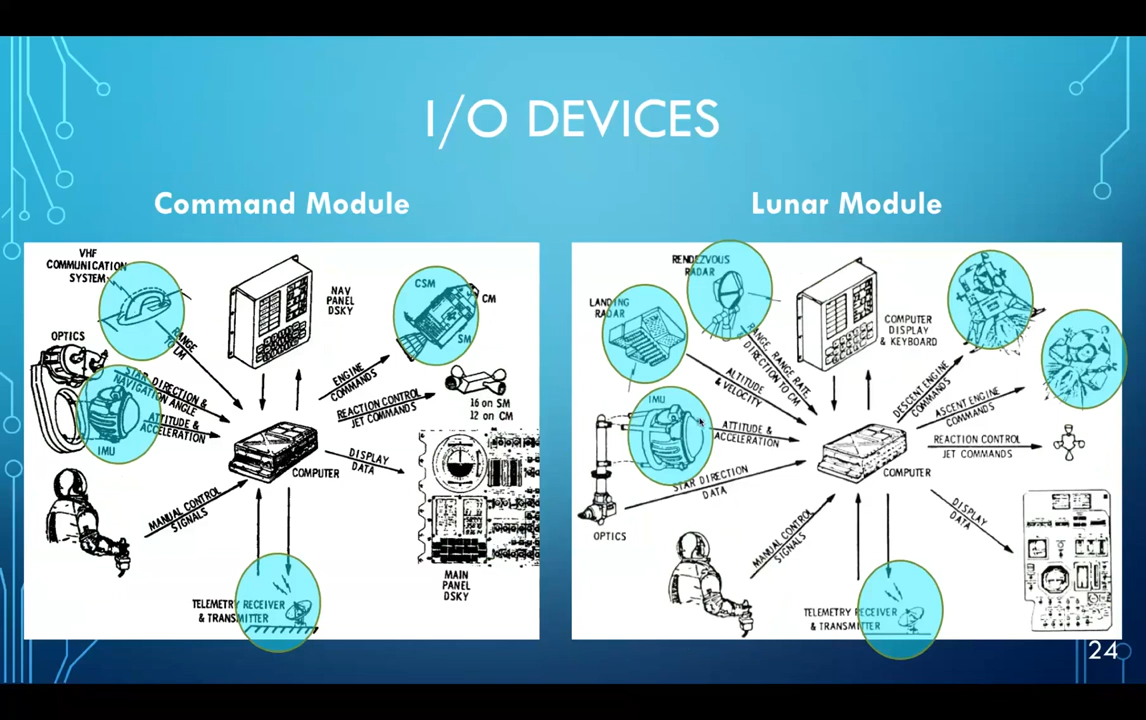 I/O DEVICES
Command Module
Lunar Module
VHF
COMMUNICATION
SYSTEM
OPTICS
RANGE
TO LM
STAR DIRECTION &
NAVIGATION ANGLE
ATTITUDE &
ACCELERATION
IMU
NAV
PANEL
DSKY
CSM
CM
SM
ENGINE
COMMANDS
REACTION CONTROL
JET COMMANDS
16 on SM
12 on CM
DISPLAY
DATA
COMPUTER
MANUAL CONTROL
SIGNALS
MAIN
PANEL
DSKY
TELEMETRY RECEIVER
& TRANSMITTER
RENDEZVOUS
RADAR
LANDING
RADAR
RANGE, RANGE RATE,
DIRECTION TO CM
ALTITUDE
& VELOCITY
IMU
ATTITUDE &
ACCELERATION
STAR DIRECTION
DATA
OPTICS
COMPUTER
DISPLAY
& KEYBOARD
DESCENT ENGINE
COMMANDS
ASCENT ENGINE
COMMANDS
REACTION CONTROL
JET COMMANDS
COMPUTER
DISPLAY
DATA
MANUAL CONTROL
SIGNALS
TELEMETRY RECEIVER
& TRANSMITTER
24